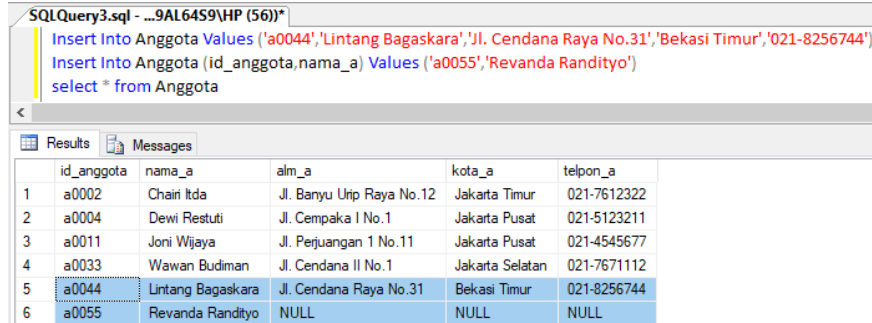 SQLQuery3.sql - ...9AL64S9\HP (56))*
Insert Into Anggota Values ('a0044','Lintang Bagaskara','Jl. Cendana Raya No.31','Bekasi Timur','021-8256744')
Insert Into Anggota (id_anggota,nama_a) Values ('a0055','Revanda Randityo')
select * from Anggota
Results Messages
id_anggota nama_a alm_a kota_a telpon_a
1 a0002 Chairi Itda Jl. Banyu Urip Raya No.12 Jakarta Timur 021-7612322
2 a0004 Dewi Restuti Jl. Cempaka I No.1 Jakarta Pusat 021-5123211
3 a0011 Joni Wijaya Jl. Perjuangan 1 No.11 Jakarta Pusat 021-4545677
4 a0033 Wawan Budiman Jl. Cendana II No.1 Jakarta Selatan 021-7671112
5 a0044 Lintang Bagaskara Jl. Cendana Raya No.31 Bekasi Timur 021-8256744
6 a0055 Revanda Randityo NULL NULL NULL